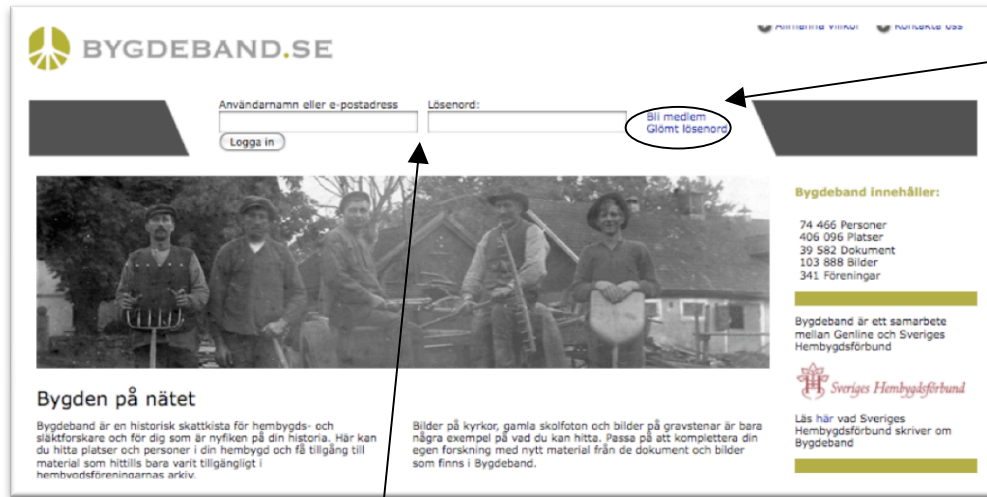 BYGDEBAND.SE
Allmänna villkor Kontakta oss
Användarnamn eller e-postadress
Lösenord:
Bli medlem
Glömt lösenord
Logga in
Bygdeband innehåller:
74 466 Personer
406 096 Platser
39 582 Dokument
103 888 Bilder
341 Föreningar
Bygdeband är ett samarbete
mellan Genline och Sveriges
Hembygdsförbund
Sveriges Hembygdsförbund
Läs här vad Sveriges
Hembygdsförbund skriver om
Bygdeband
Bygden på nätet
Bygdeband är en historisk skattkista för hembygds- och
släktforskare och för dig som är nyfiken på din historia. Här kan
du hitta platser och personer i din hembygd och få tillgång till
material som hittills bara varit tillgängligt i
hembygdsföreningarnas arkiv.
Bilder på kyrkor, gamla skolfoton och bilder på gravstenar är bara
några exempel på vad du kan hitta. Passa på att komplettera din
egen forskning med nytt material från de dokument och bilder
som finns i Bygdeband.